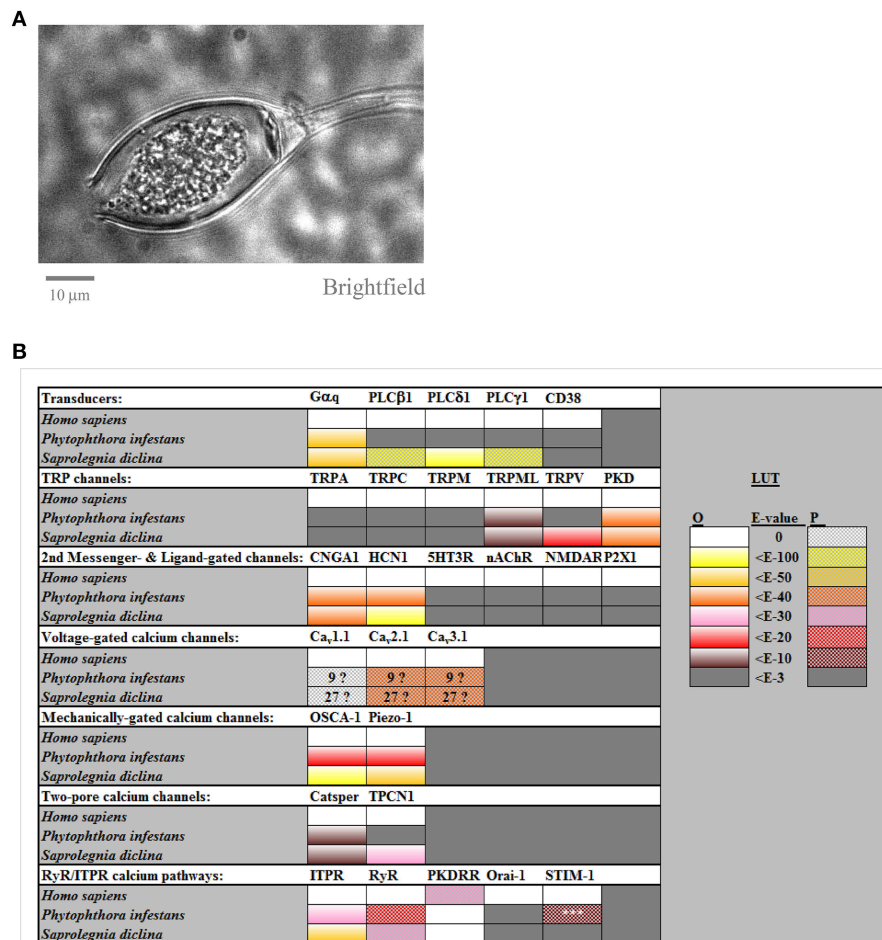 A
10 µm
Brightfield
B
Transducers: Gαq PLCβ1 PLCδ1 PLCγ1 CD38
Homo sapiens
Phytophthora infestans
Saprolegnia diclina
TRP channels: TRPA TRPC TRPM TRPML TRPV PKD
Homo sapiens
Phytophthora infestans
Saprolegnia diclina
2nd Messenger- & Ligand-gated channels: CNGA1 HCN1 5HT3R nAChR NMDAR P2X1
Homo sapiens
Phytophthora infestans
Saprolegnia diclina
Voltage-gated calcium channels: Cav1.1 Cav2.1 Cav3.1
Homo sapiens
Phytophthora infestans 9 ? 9 ? 9 ?
Saprolegnia diclina 27 ? 27 ? 27 ?
Mechanically-gated calcium channels: OSCA-1 Piezo-1
Homo sapiens
Phytophthora infestans
Saprolegnia diclina
Two-pore calcium channels: Catsper TPCN1
Homo sapiens
Phytophthora infestans
Saprolegnia diclina
RyR/ITPR calcium pathways: ITPR RyR PKDRR Orai-1 STIM-1
Homo sapiens
Phytophthora infestans ***
Saprolegnia diclina
LUT
O E-value P
0
<E-100
<E-50
<E-40
<E-30
<E-20
<E-10
<E-3